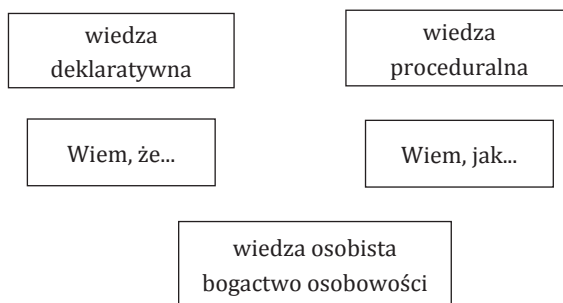 wiedza
deklaratywna
wiedza
proceduralna
Wiem, że...
Wiem, jak...
wiedza osobista
bogactwo osobowości